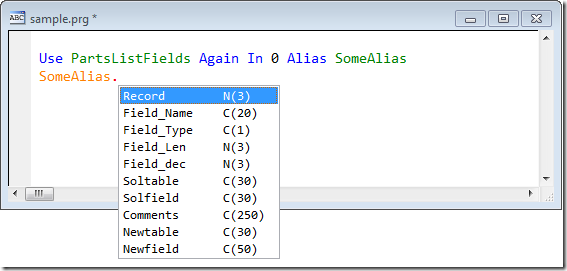 ABC sample.prg *
Use PartsListFields Again In 0 Alias SomeAlias
SomeAlias.
Record N(3)
Field_Name C(20)
Field_Type C(1)
Field_Len N(3)
Field_dec N(3)
Soltable C(30)
Solfield C(30)
Comments C(250)
Newtable C(30)
Newfield C(50)